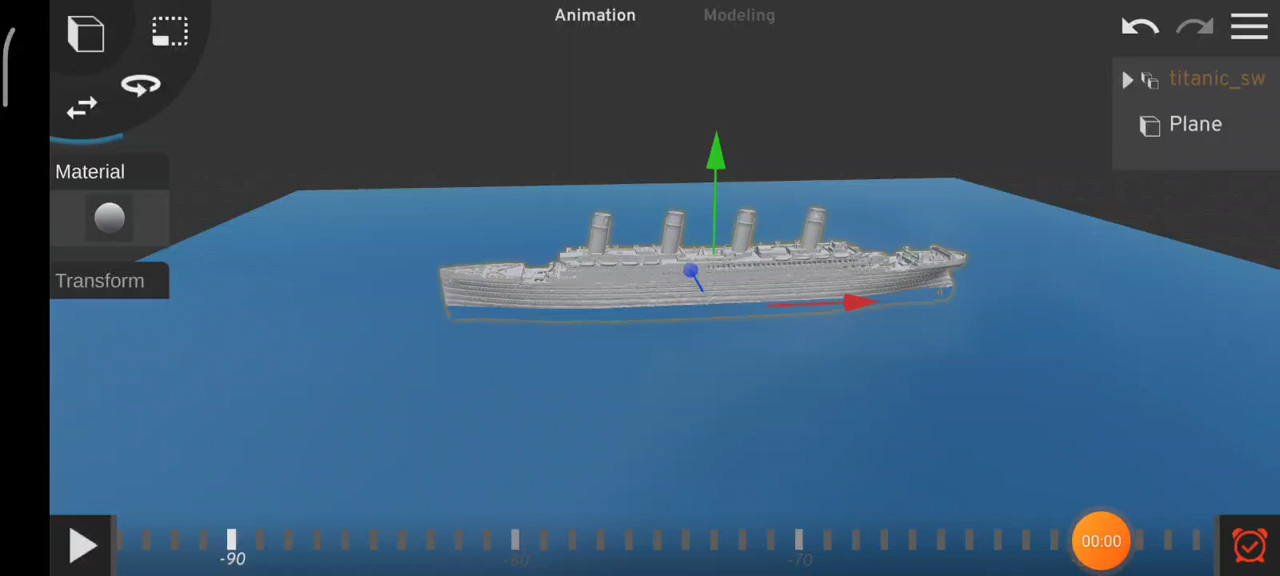 Animation
Modeling
titanic_sw
Plane
Material
Transform
-90
-80
-70
00:00